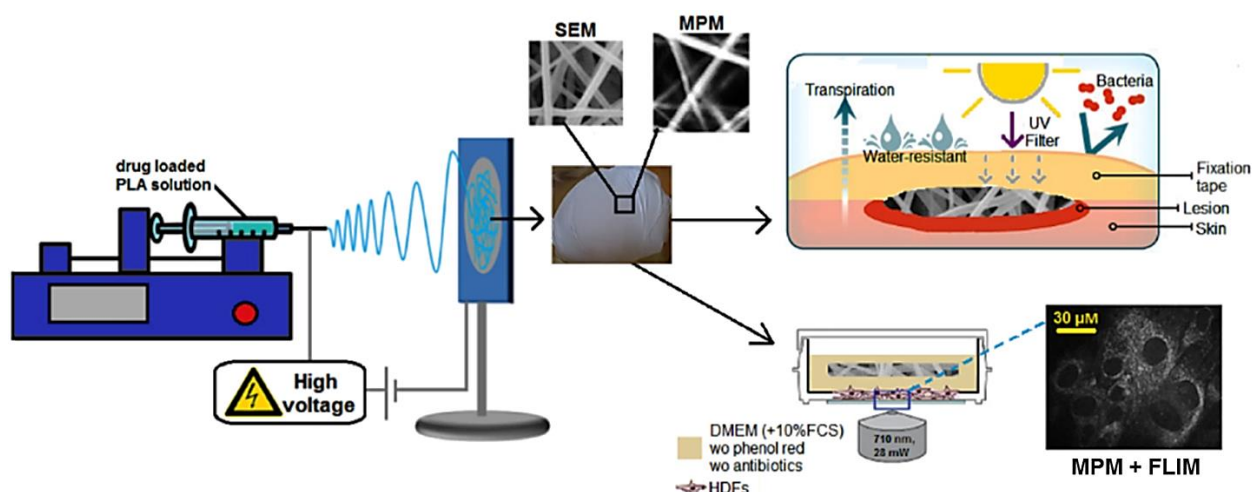 SEM
MPM
drug loaded
PLA solution
High
voltage
Transpiration
Water-resistant
UV
Filter
Bacteria
Fixation
tape
Lesion
Skin
DMEM (+10%FCS)
wo phenol red
wo antibiotics
HDFs
710 nm,
28 mW
30 µM
MPM + FLIM